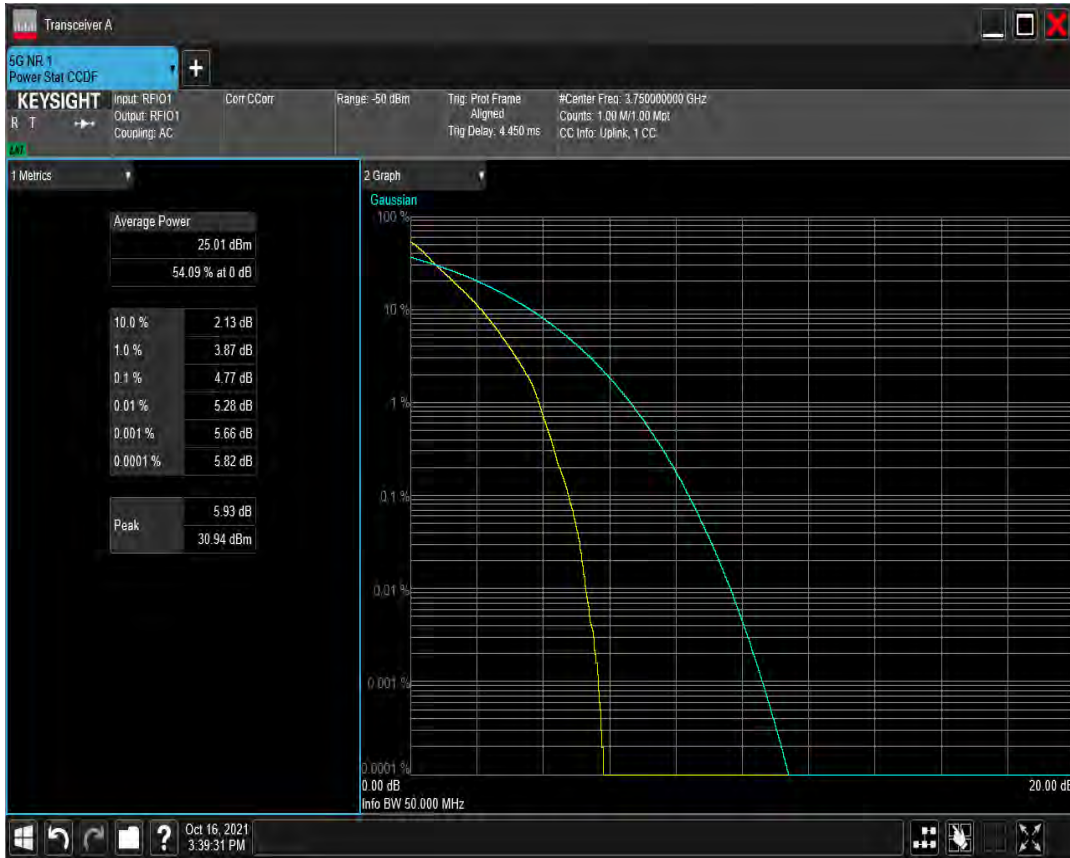 Transceiver A
5G NR 1
Power Stat CCDF
+
KEYSIGHT
R T
LXI
Input: RFIO1
Output: RFIO1
Coupling: AC
Corr CCorr
Range: -50 dBm
Trig: Prot Frame
Aligned
Trig Delay: 4.450 ms
#Center Freq: 3.750000000 GHz
Counts: 1.00 M/1.00 Mpt
CC Info: Uplink, 1 CC
1 Metrics
Average Power
25.01 dBm
54.09 % at 0 dB
10.0 % 2.13 dB
1.0 % 3.87 dB
0.1 % 4.77 dB
0.01 % 5.28 dB
0.001 % 5.66 dB
0.0001 % 5.82 dB
Peak
5.93 dB
30.94 dBm
2 Graph
Gaussian
100 %
10 %
1 %
0.1 %
0.01 %
0.001 %
0.0001 %
0.00 dB 20.00 dB
Info BW 50.000 MHz
?
Oct 16, 2021
3:39:31 PM